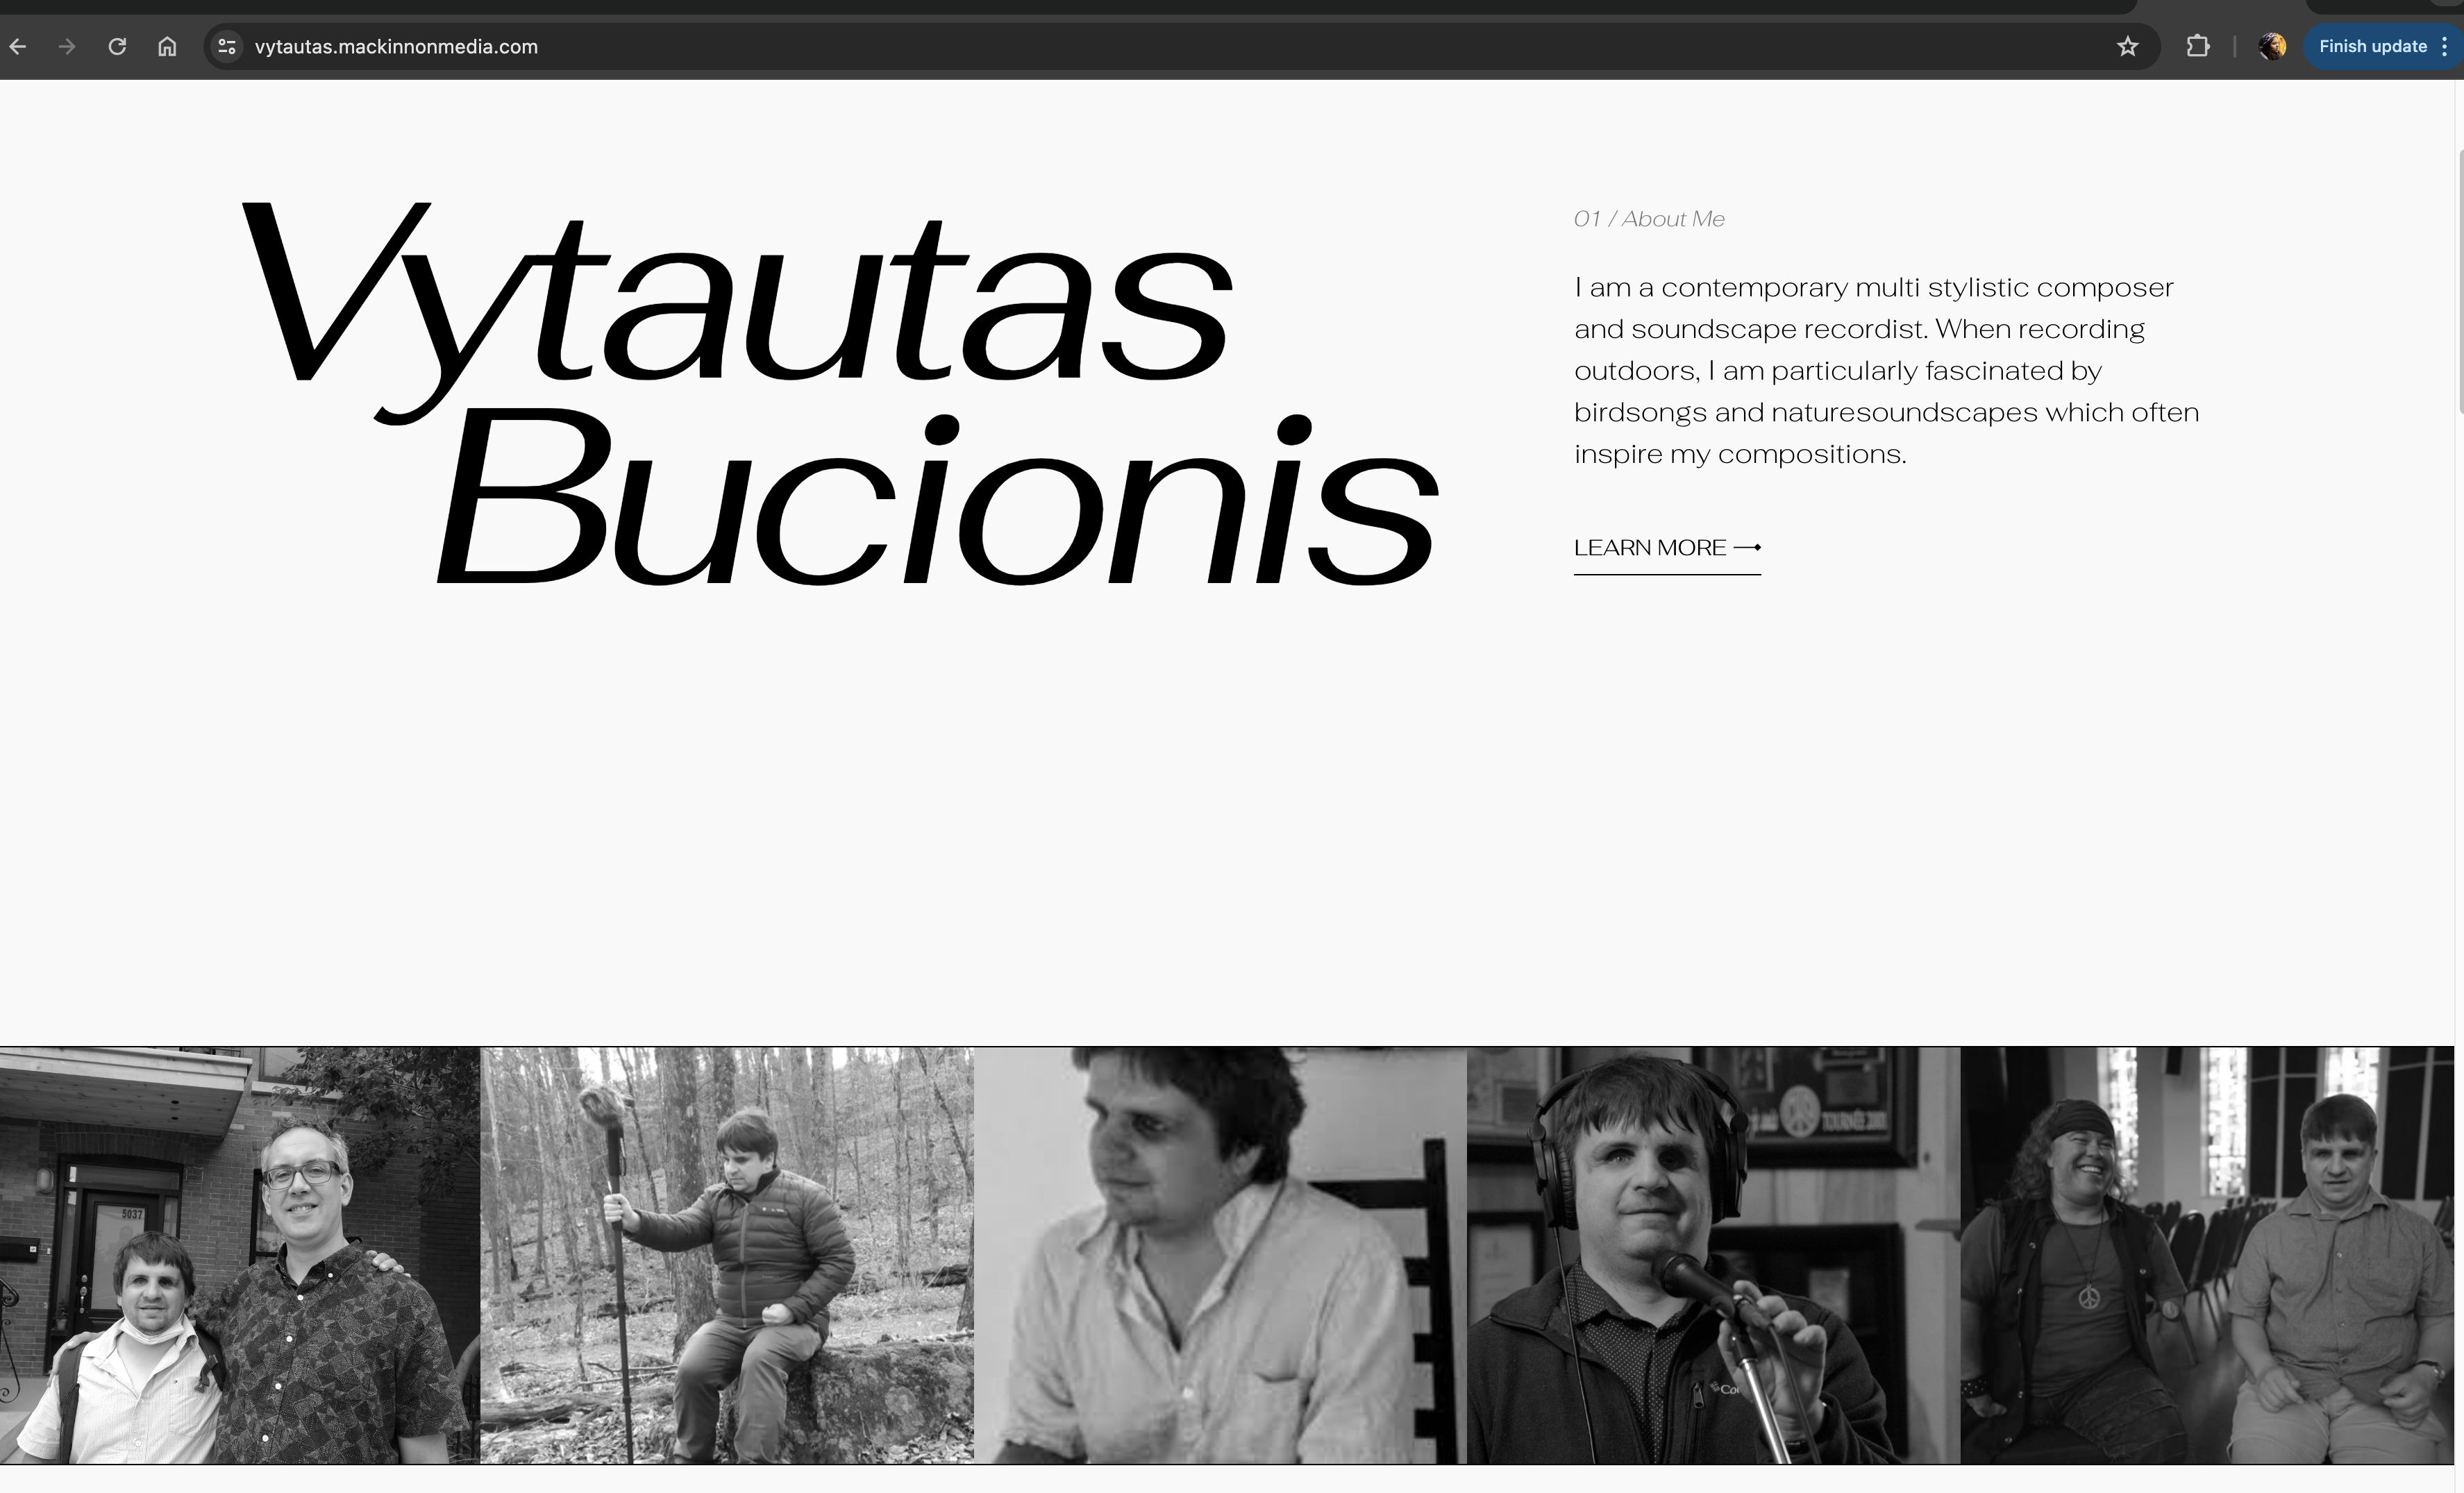 vytautas.mackinnonmedia.com
Finish update
Vytautas
Bucionis
01 / About Me
I am a contemporary multi stylistic composer
and soundscape recordist. When recording
outdoors, I am particularly fascinated by
birdsongs and naturesoundscapes which often
inspire my compositions.
LEARN MORE
5037